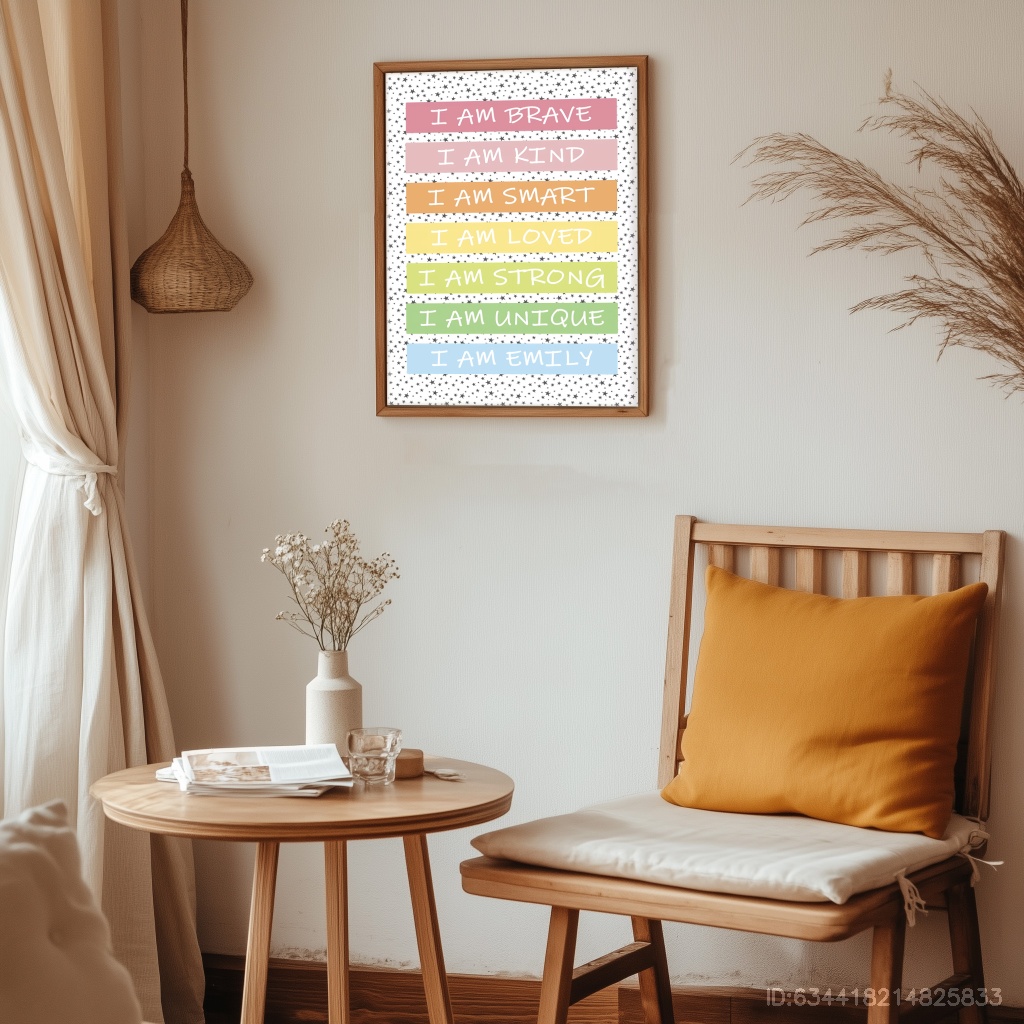 I AM BRAVE
I AM KIND
I AM SMART
I AM LOVED
I AM STRONG
I AM UNIQUE
I AM EMILY
ID:634418214825833